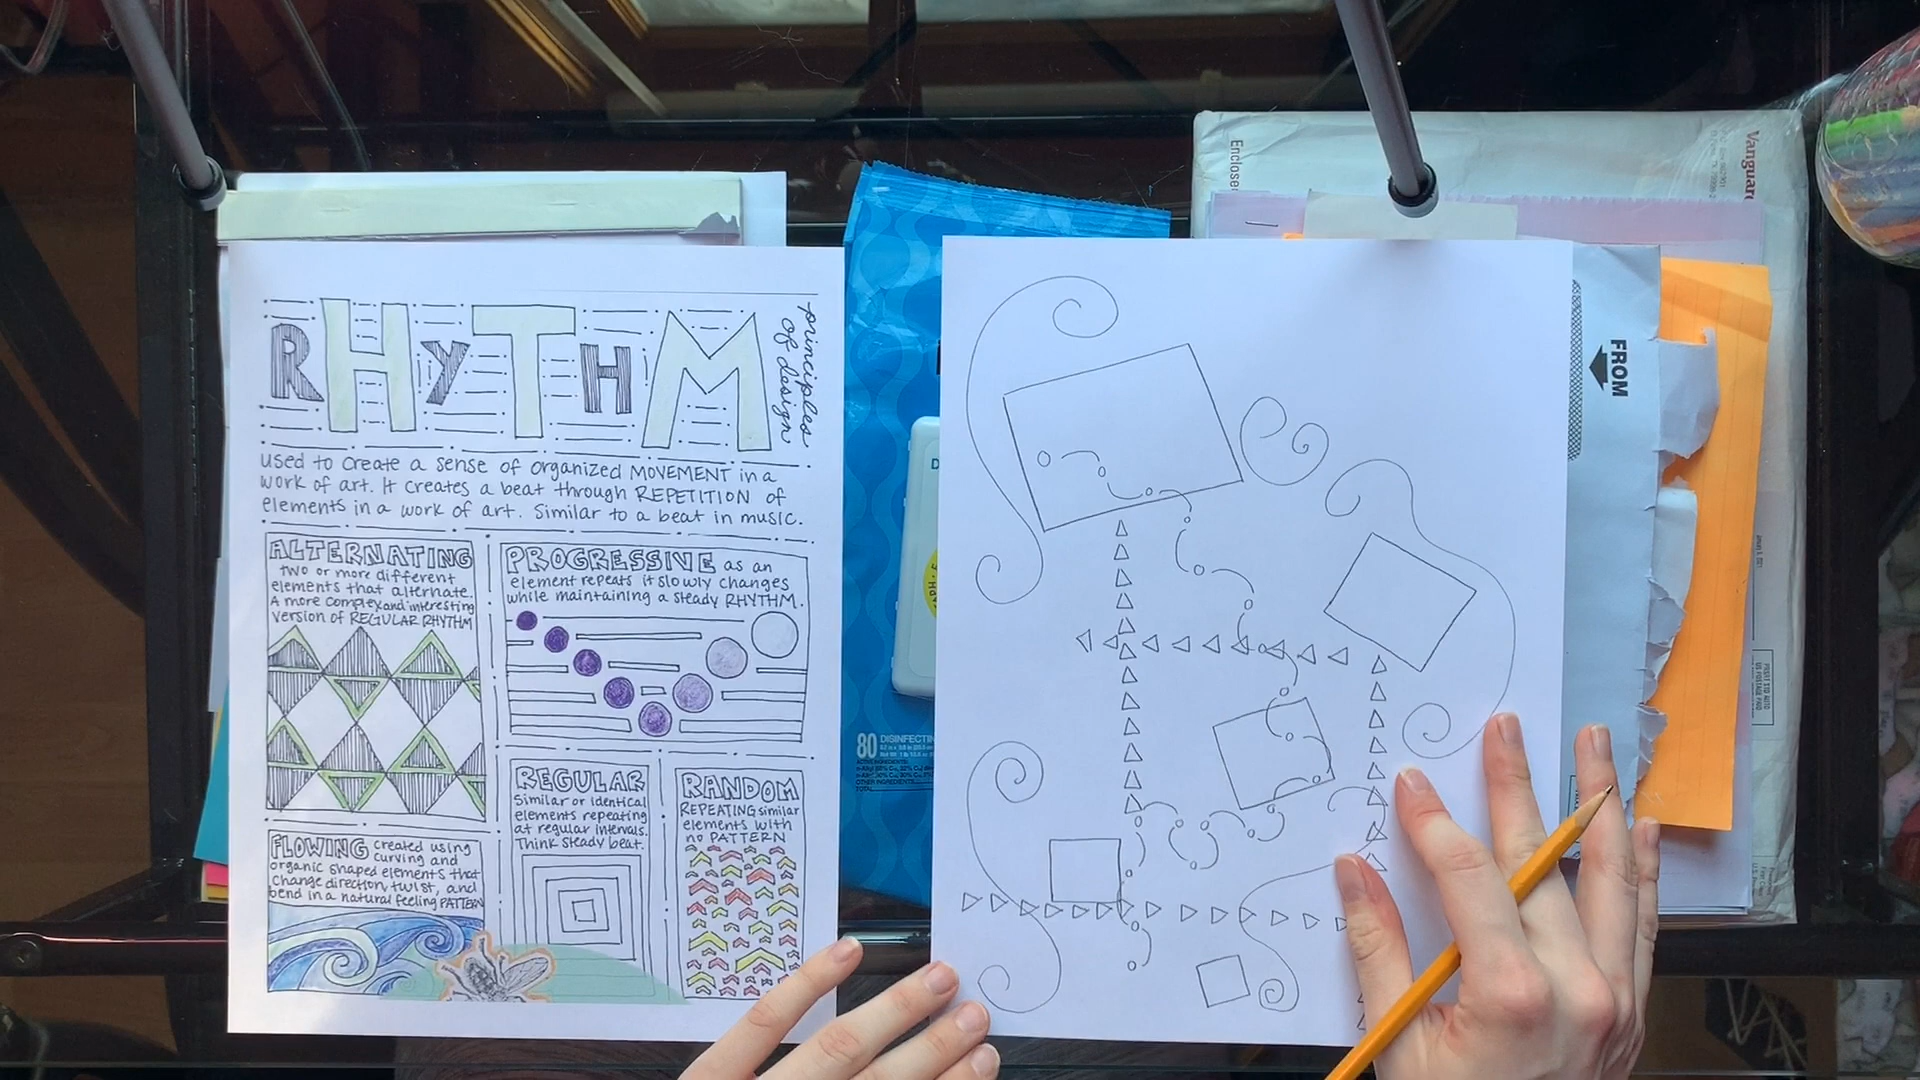 RHYTHM
principles
of design
used to create a sense of organized MOVEMENT in a
work of art. It creates a beat through REPETITION of
elements in a work of art. Similar to a beat in music.
ALTERNATING
two or more different
elements that alternate.
A more complex and interesting
version of REGULAR RHYTHM
PROGRESSIVE as an
element repeats it slowly changes
while maintaining a steady RHYTHM.
REGULAR
Similar or identical
elements repeating
at regular intervals.
Think steady beat.
RANDOM
REPEATING similar
elements with
no PATTERN
FLOWING created using
curving and
organic shaped elements that
change direction, twist, and
bend in a natural feeling PATTERN
80 DISINFECTIN
Enclose
Vanguar
FROM